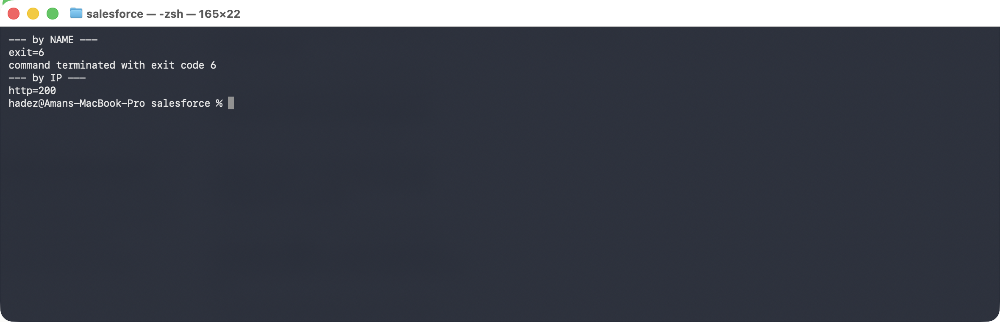 salesforce — -zsh — 165×22
--- by NAME ---
exit=6
command terminated with exit code 6
--- by IP ---
http=200
hadez@Amans-MacBook-Pro salesforce %